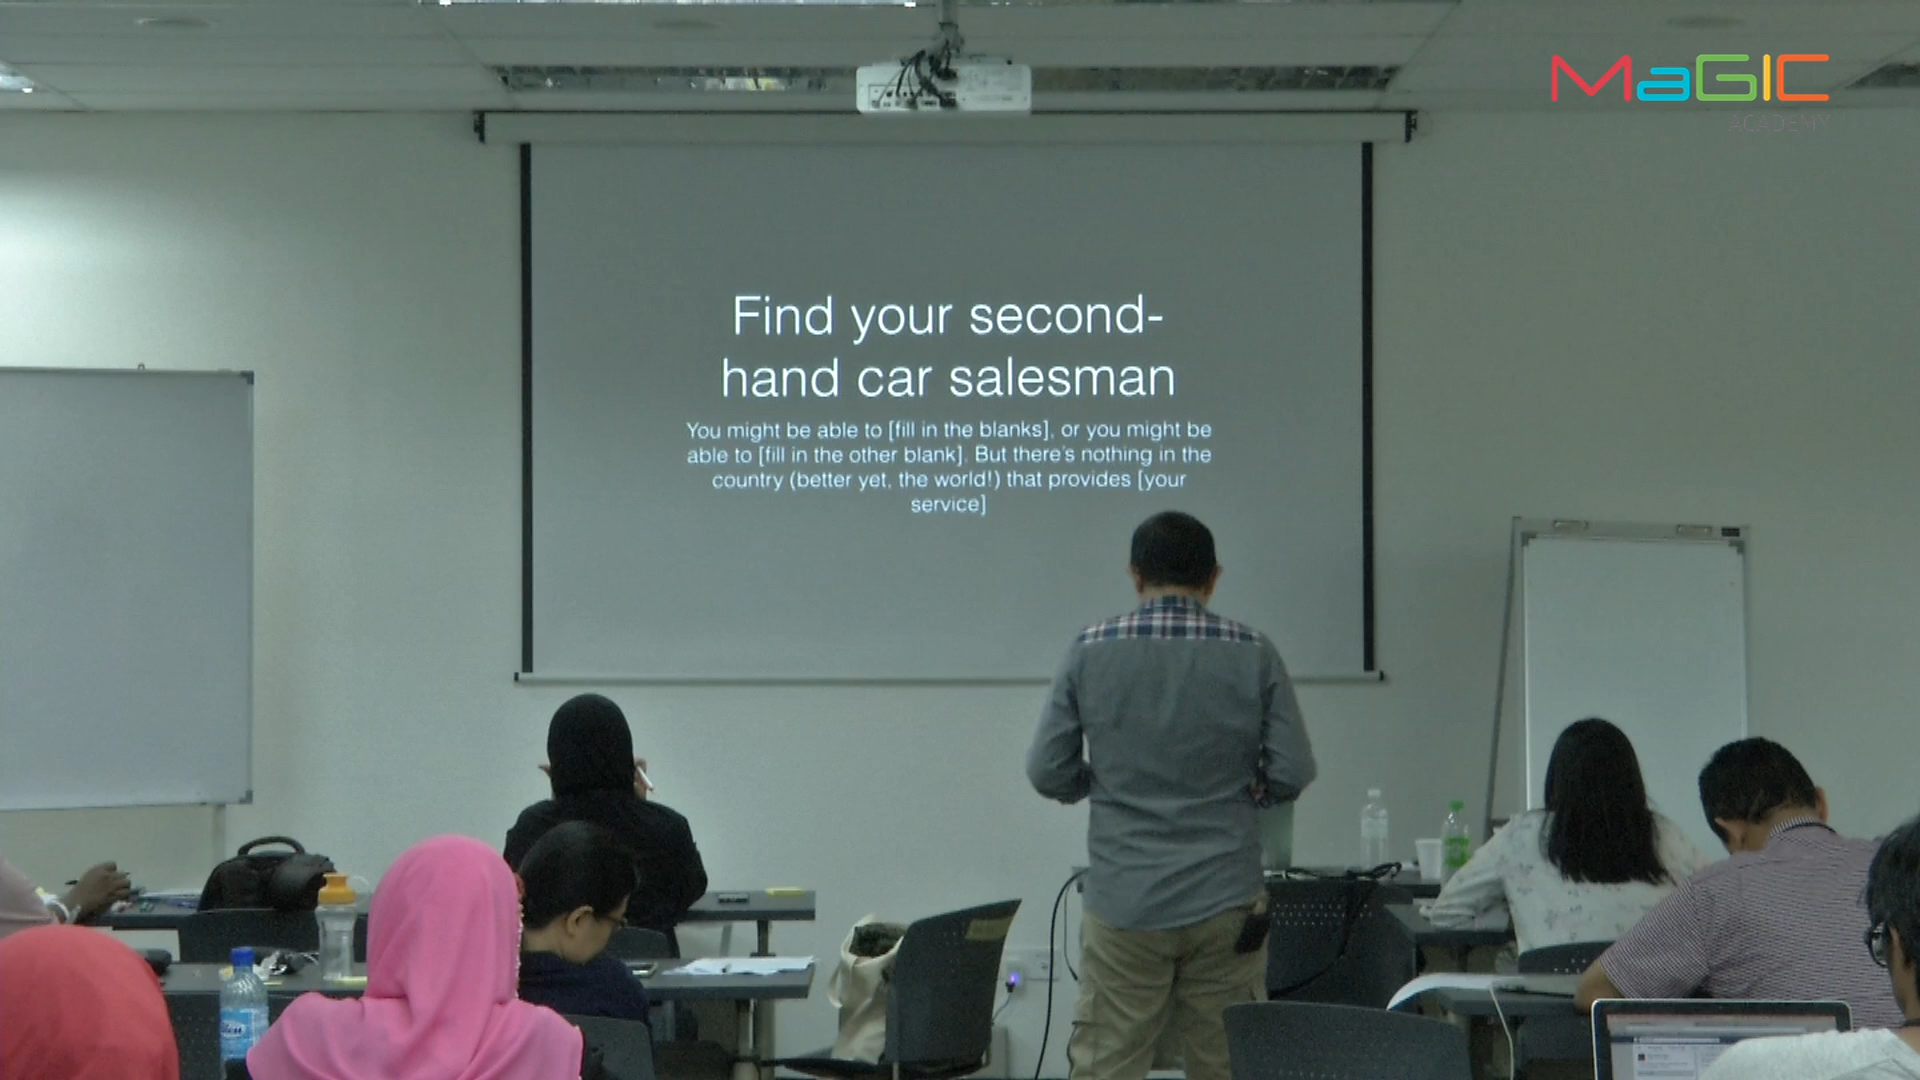 MaGIC
ACADEMY
Find your second-
hand car salesman
You might be able to [fill in the blanks], or you might be
able to [fill in the other blank]. But there's nothing in the
country (better yet, the world!) that provides [your
service]